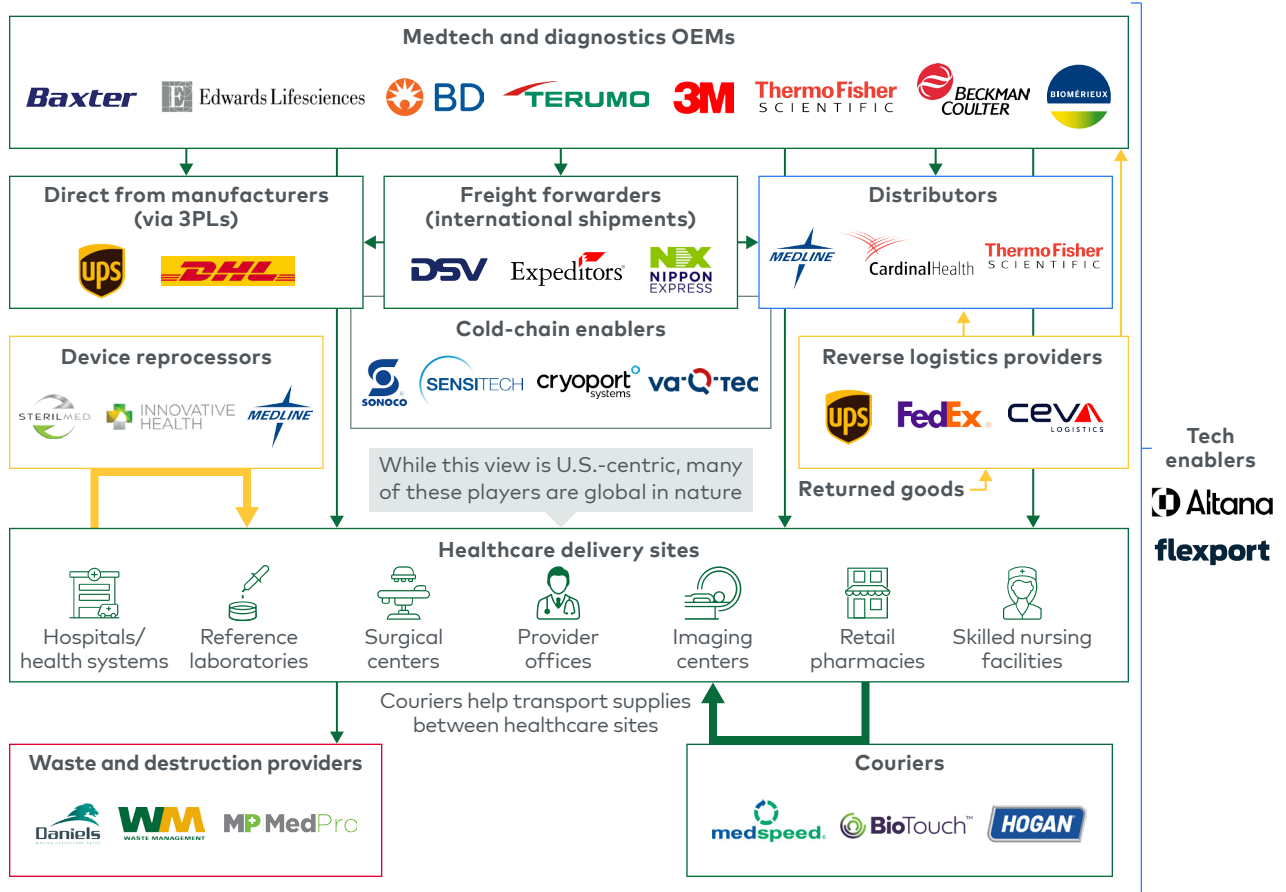 Medtech and diagnostics OEMs
Baxter
E Edwards Lifesciences
BD
TERUMO
3M
ThermoFisher
SCIENTIFIC
BECKMAN
COULTER
BIOMÉRIEUX
Direct from manufacturers
(via 3PLs)
ups
DHL
Freight forwarders
(international shipments)
DSV
Expeditors®
NEX
NIPPON
EXPRESS
Distributors
MEDLINE
CardinalHealth
ThermoFisher
SCIENTIFIC
Cold-chain enablers
SONOCO®
SENSITECH
cryoport
systems
va-Q-tec
Device reprocessors
STERILMED
INNOVATIVE
HEALTH
MEDLINE
Reverse logistics providers
ups
FedEx®
CEVA
LOGISTICS
Returned goods
Tech
enablers
Altana
flexport
While this view is U.S.-centric, many
of these players are global in nature
Healthcare delivery sites
Hospitals/
health systems
Reference
laboratories
Surgical
centers
Provider
offices
Imaging
centers
Retail
pharmacies
Skilled nursing
facilities
Couriers help transport supplies
between healthcare sites
Waste and destruction providers
Daniels
MAKING HEALTHCARE SAFER
WM
WASTE MANAGEMENT
MP MedPro
Couriers
medspeed®
BioTouch™
HOGAN